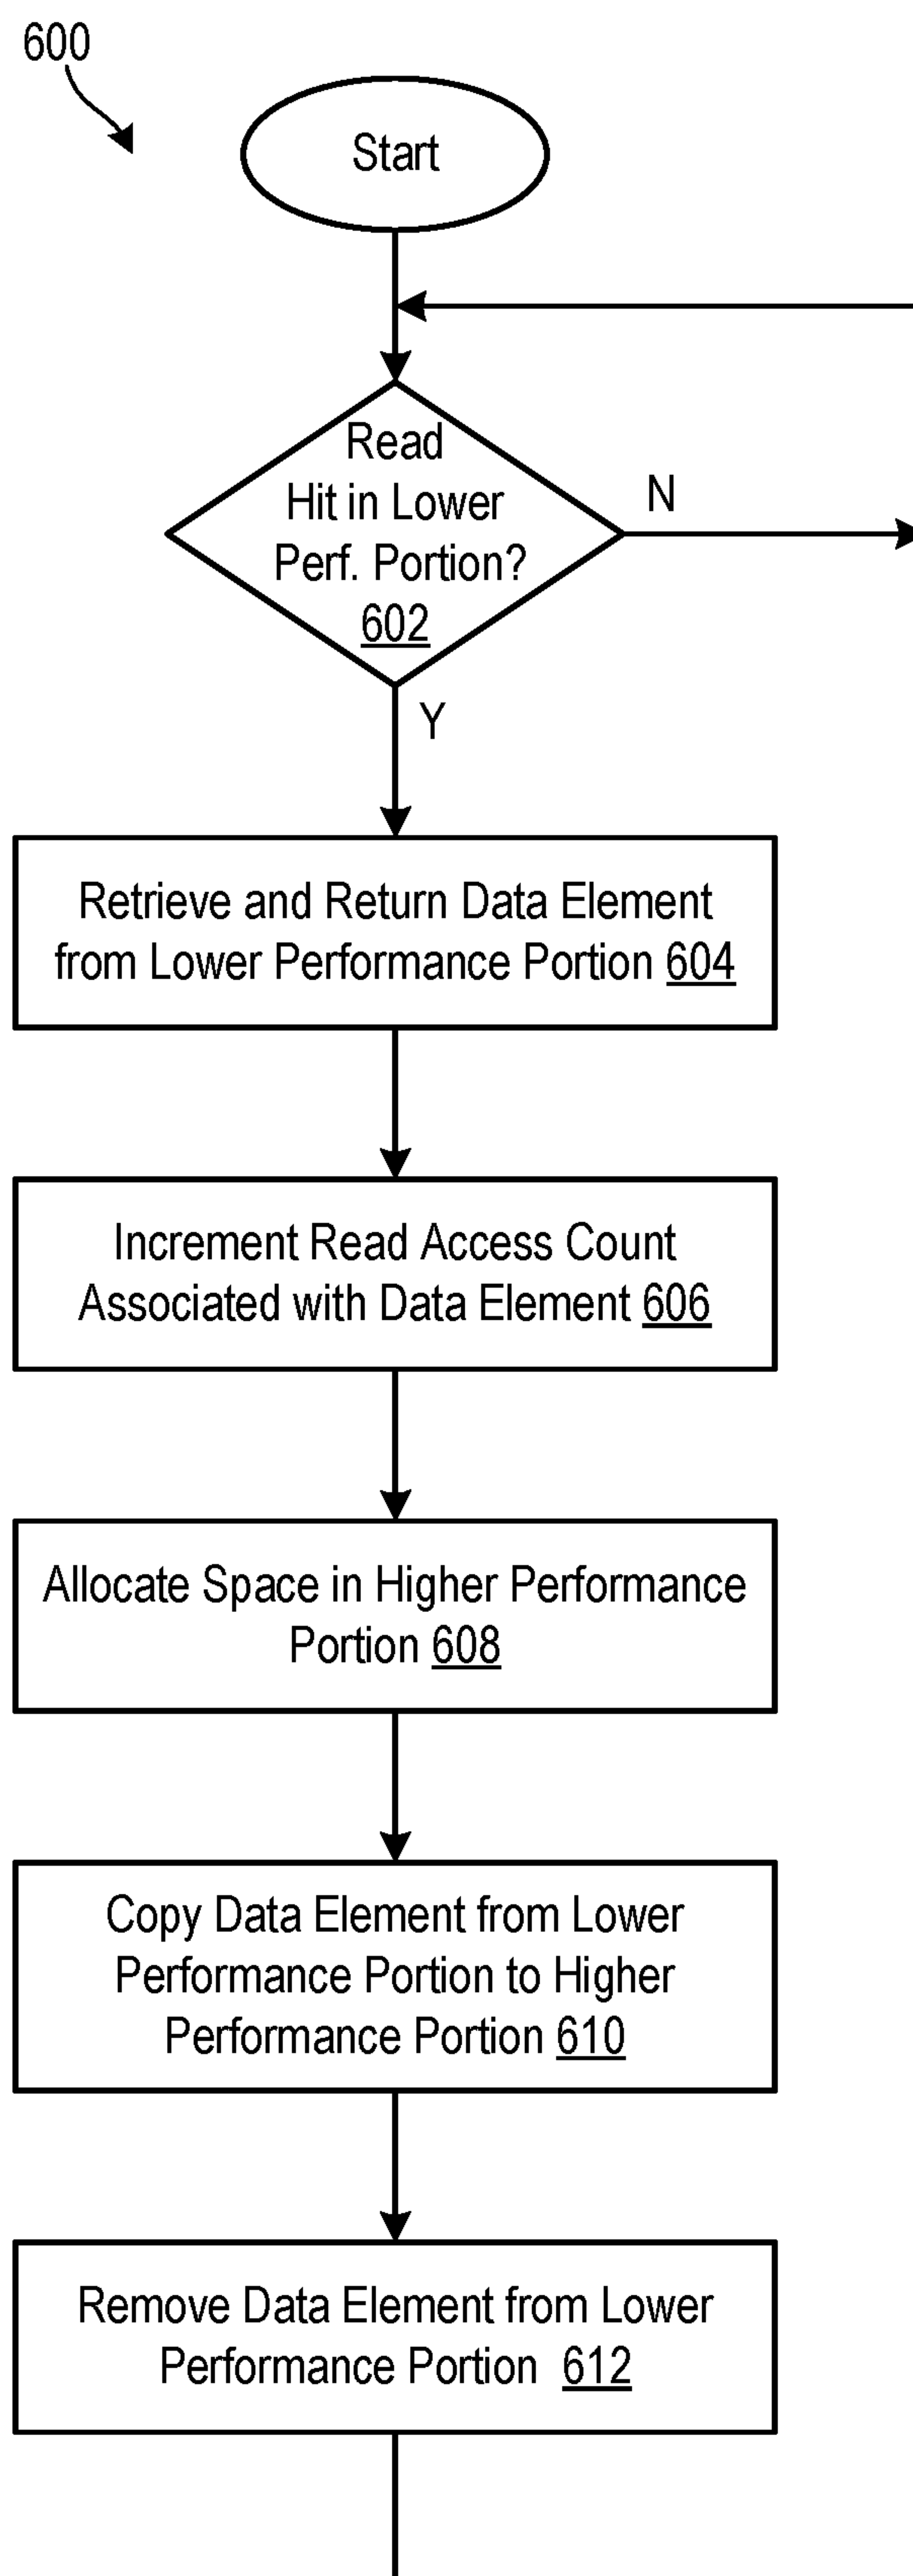 600
Start
Read
Hit in Lower
Perf. Portion?
602
N
Y
Retrieve and Return Data Element
from Lower Performance Portion 604
Increment Read Access Count
Associated with Data Element 606
Allocate Space in Higher Performance
Portion 608
Copy Data Element from Lower
Performance Portion to Higher
Performance Portion 610
Remove Data Element from Lower
Performance Portion 612